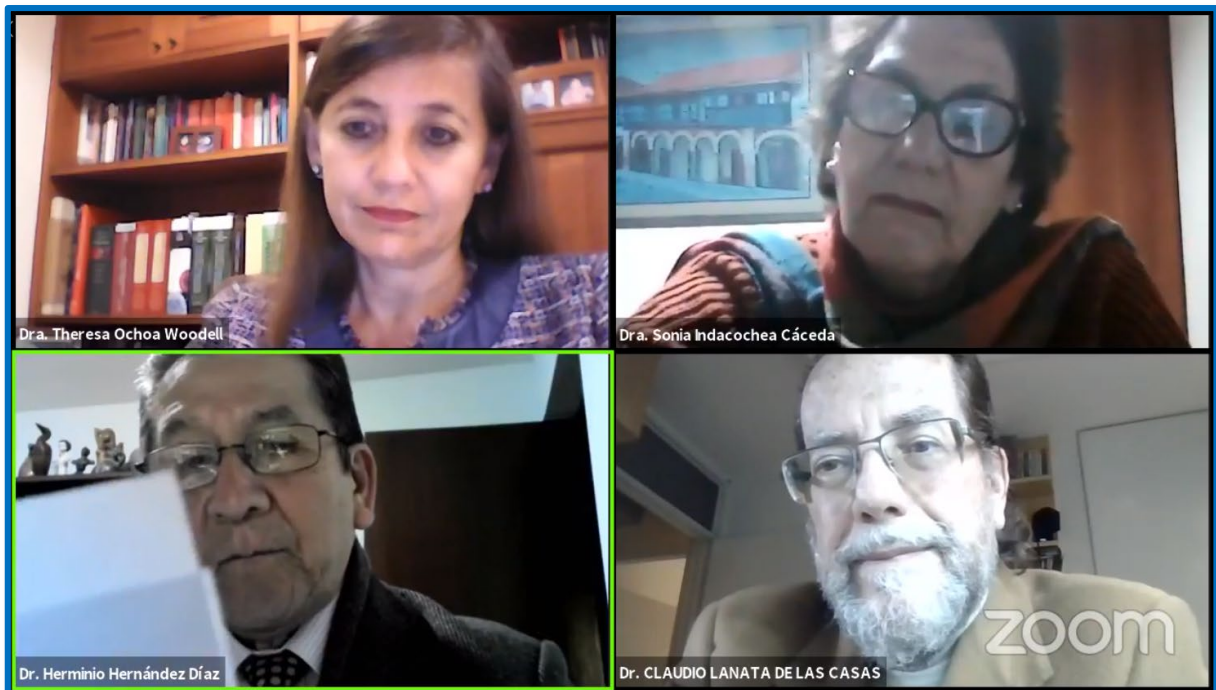 Dra. Theresa Ochoa Woodell
Dra. Sonia Indacochea Cáceda
Dr. Herminio Hernández Díaz
Dr. CLAUDIO LANATA DE LAS CASAS
zoom